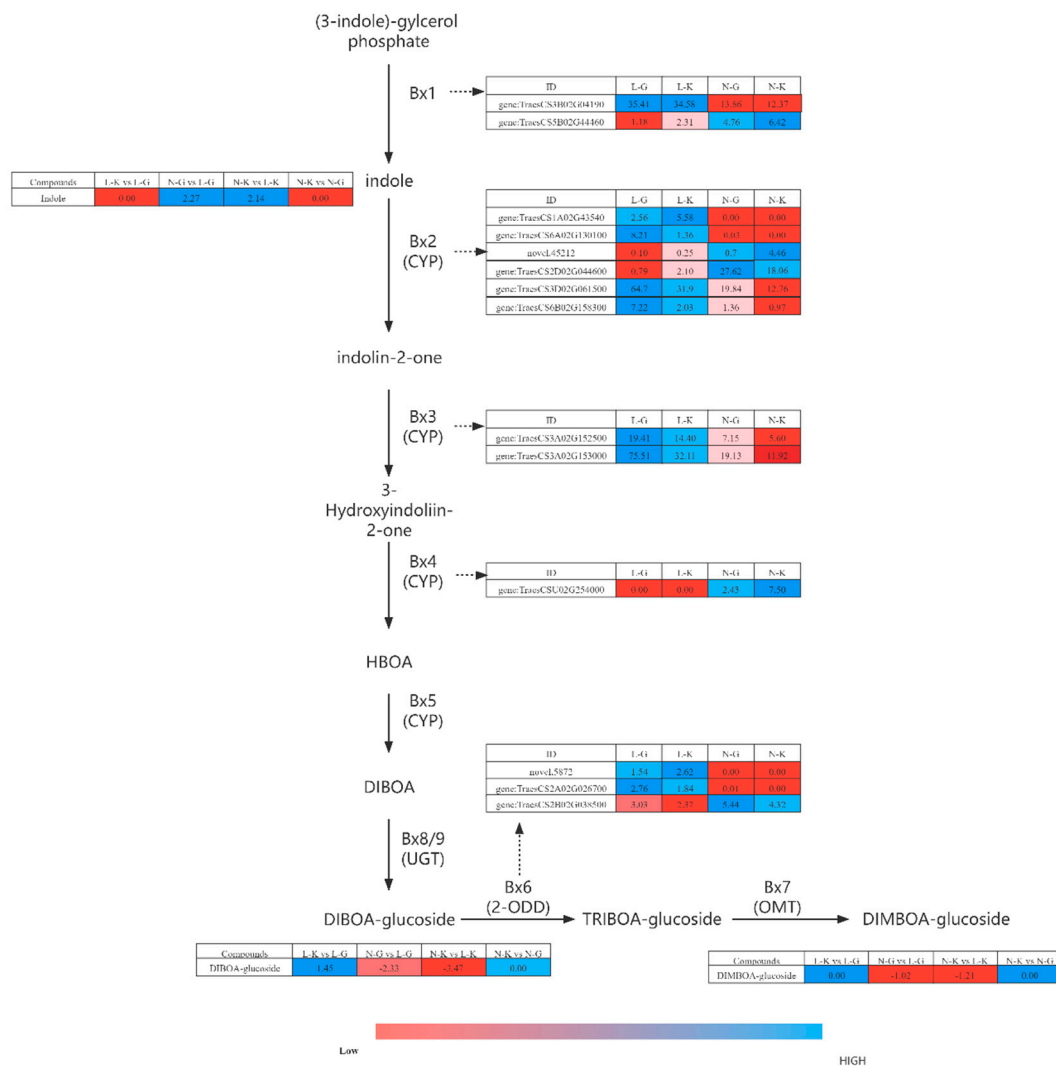 (3-indole)-gylcerol
phosphate
Bx1
ID L-G L-K N-G N-K
gene:TraesCS3B02G04190 35.41 34.58 13.86 12.37
gene:TraesCS5B02G44460 1.18 2.31 4.76 6.42
indole
Compounds L-K vs L-G N-G vs L-G N-K vs L-K N-K vs N-G
Indole 0.00 2.27 2.14 0.00
Bx2
(CYP)
ID L-G L-K N-G N-K
gene:TraesCS1A02G43540 2.56 5.58 0.00 0.00
gene:TraesCS6A02G130100 8.21 1.36 0.03 0.00
novel.45212 0.10 0.25 0.7 4.46
gene:TraesCS2D02G044600 0.79 2.10 27.62 18.06
gene:TraesCS3D02G061500 64.7 31.9 19.84 12.76
gene:TraesCS6B02G158300 7.22 2.03 1.36 0.97
indolin-2-one
Bx3
(CYP)
ID L-G L-K N-G N-K
gene:TraesCS3A02G152500 19.41 14.40 7.15 5.60
gene:TraesCS3A02G153000 75.51 32.11 19.13 11.92
3-
Hydroxyindoliin-
2-one
Bx4
(CYP)
ID L-G L-K N-G N-K
gene:TraesCSU02G254000 0.00 0.00 2.43 7.50
HBOA
Bx5
(CYP)
ID L-G L-K N-G N-K
novel.5872 1.54 2.62 0.00 0.00
gene:TraesCS2A02G026700 2.76 1.84 0.01 0.00
gene:TraesCS2B02G038500 3.03 2.37 5.44 4.32
DIBOA
Bx8/9
(UGT)
Bx6
(2-ODD)
Bx7
(OMT)
DIBOA-glucoside TRIBOA-glucoside DIMBOA-glucoside
Compounds L-K vs L-G N-G vs L-G N-K vs L-K N-K vs N-G
DIBOA-glucoside 1.45 -2.33 -3.47 0.00
Compounds L-K vs L-G N-G vs L-G N-K vs L-K N-K vs N-G
DIMBOA-glucoside 0.00 -1.02 -1.21 0.00
Low
HIGH